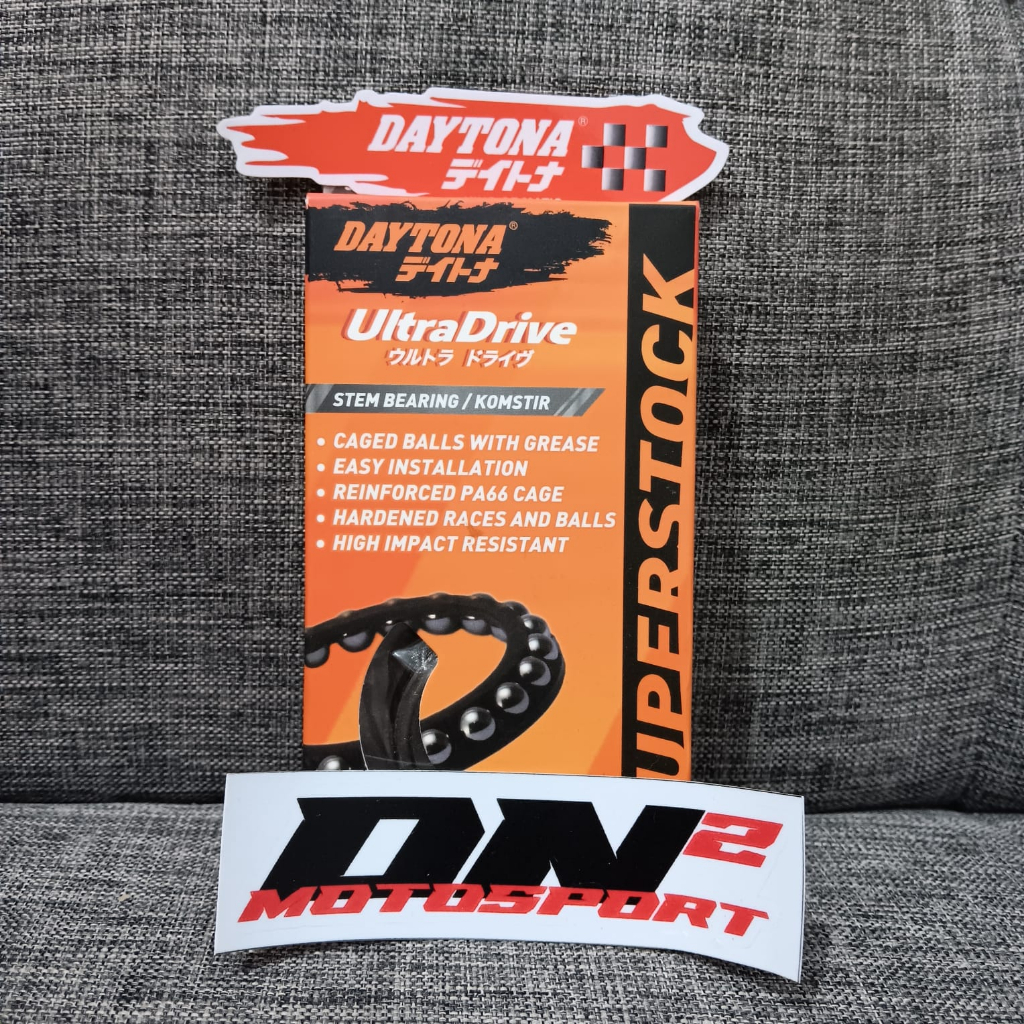 DAYTONA®
デイトナ
DAYTONA®
デイトナ
UltraDrive
ウルトラ ドライヴ
STEM BEARING / KOMSTIR
• CAGED BALLS WITH GREASE
• EASY INSTALLATION
• REINFORCED PA66 CAGE
• HARDENED RACES AND BALLS
• HIGH IMPACT RESISTANT
UPERSTOCK
DN2
MOTOSPORT